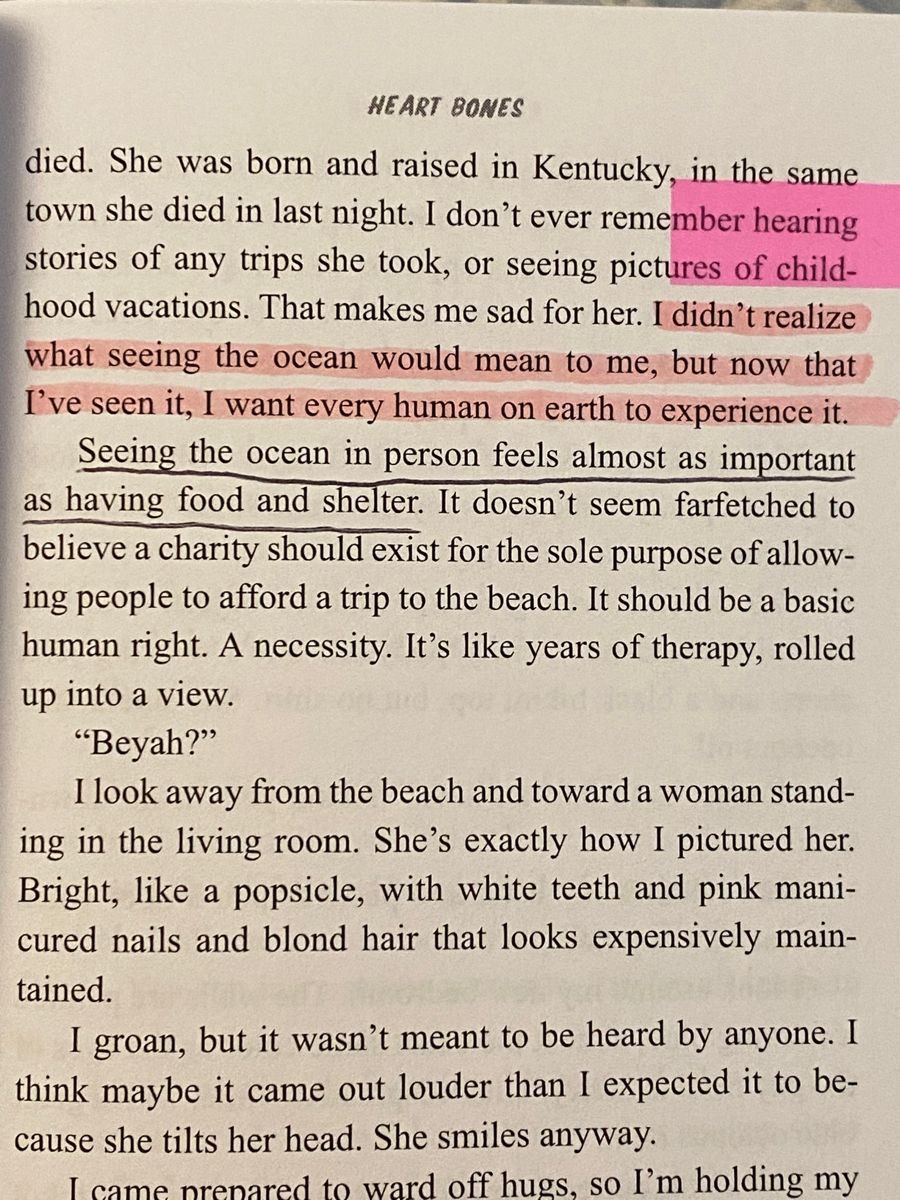 HEART BONES
died. She was born and raised in Kentucky, in the same
town she died in last night. I don’t ever remember hearing
stories of any trips she took, or seeing pictures of child-
hood vacations. That makes me sad for her. I didn’t realize
what seeing the ocean would mean to me, but now that
I’ve seen it, I want every human on earth to experience it.
Seeing the ocean in person feels almost as important
as having food and shelter. It doesn’t seem farfetched to
believe a charity should exist for the sole purpose of allow-
ing people to afford a trip to the beach. It should be a basic
human right. A necessity. It’s like years of therapy, rolled
up into a view.
“Beyah?”
I look away from the beach and toward a woman stand-
ing in the living room. She’s exactly how I pictured her.
Bright, like a popsicle, with white teeth and pink mani-
cured nails and blond hair that looks expensively main-
tained.
I groan, but it wasn’t meant to be heard by anyone. I
think maybe it came out louder than I expected it to be-
cause she tilts her head. She smiles anyway.
I came prepared to ward off hugs, so I’m holding my